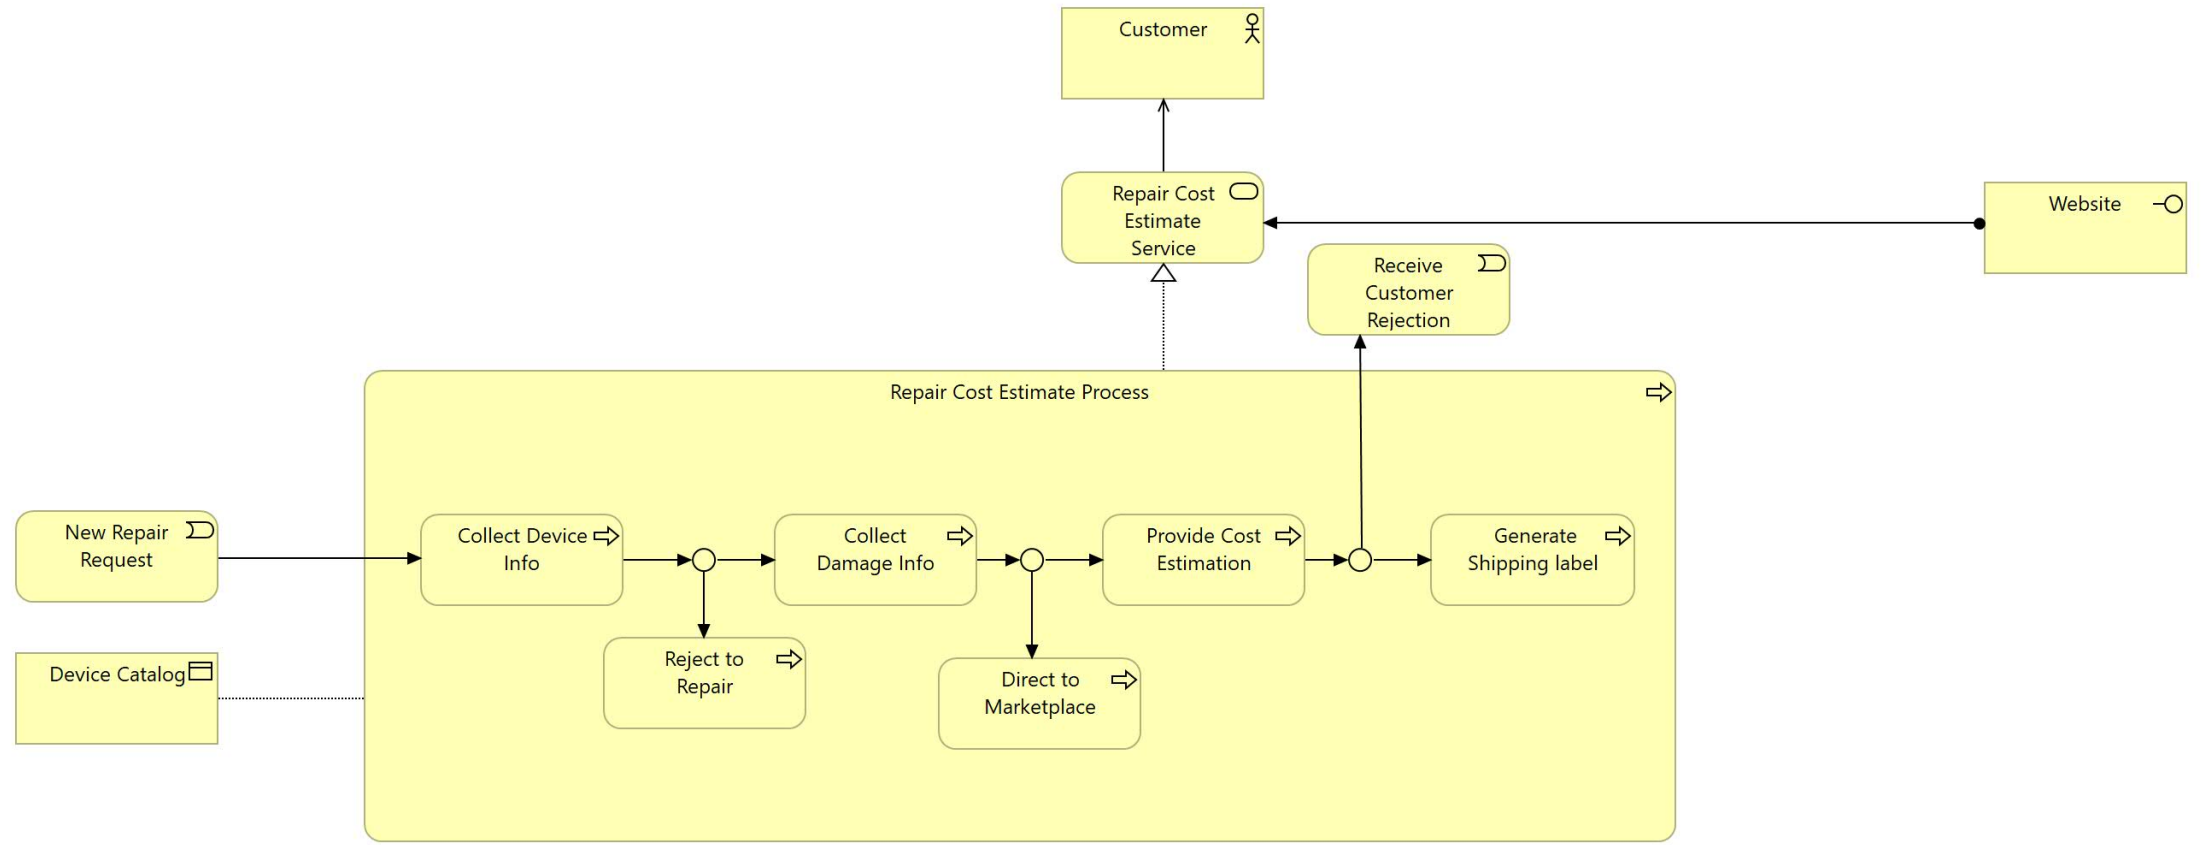 Customer
Repair Cost
Estimate
Service
Website
Receive
Customer
Rejection
Repair Cost Estimate Process
New Repair
Request
Collect Device
Info
Collect
Damage Info
Provide Cost
Estimation
Generate
Shipping label
Reject to
Repair
Direct to
Marketplace
Device Catalog